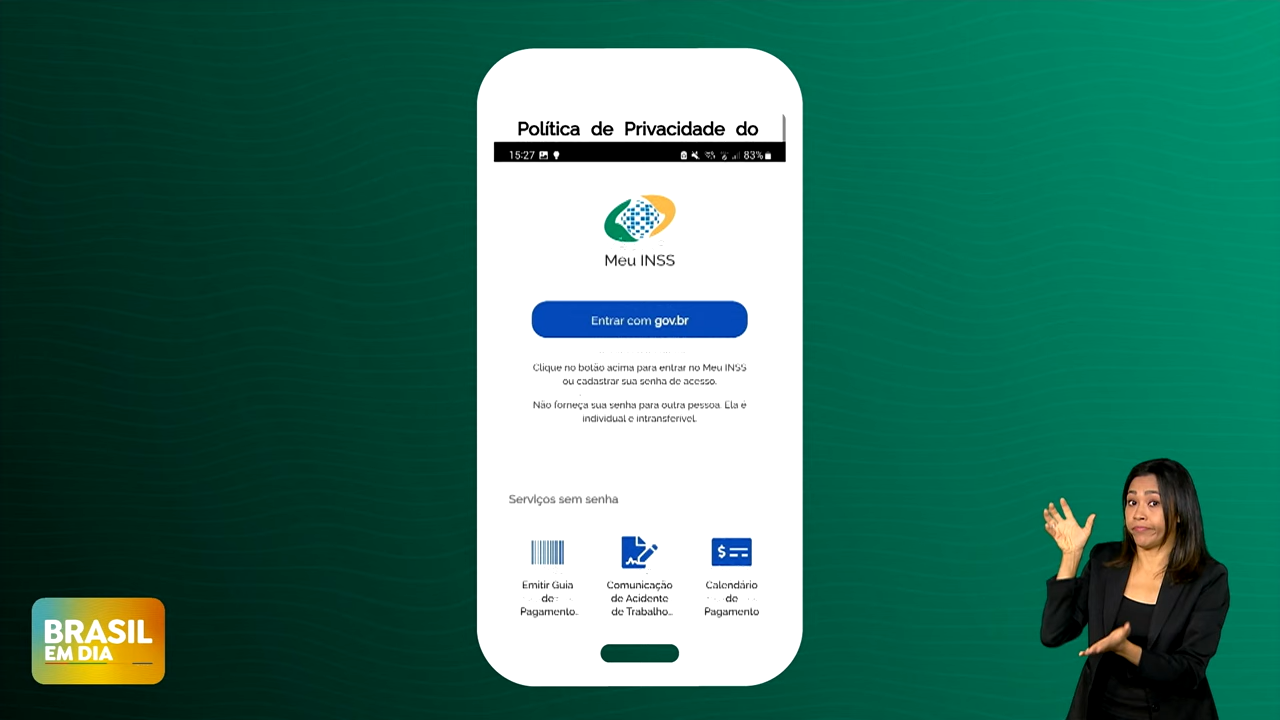 Política de Privacidade do
15:27 83%
Meu INSS
Entrar com gov.br
Clique no botão acima para entrar no Meu INSS
ou cadastrar sua senha de acesso.
Não forneça sua senha para outra pessoa. Ela é
individual e intransferível.
Serviços sem senha
Emitir Guia
de
Pagamento..
Comunicação
de Acidente
de Trabalho..
Calendário
de
Pagamento
BRASIL
EM DIA